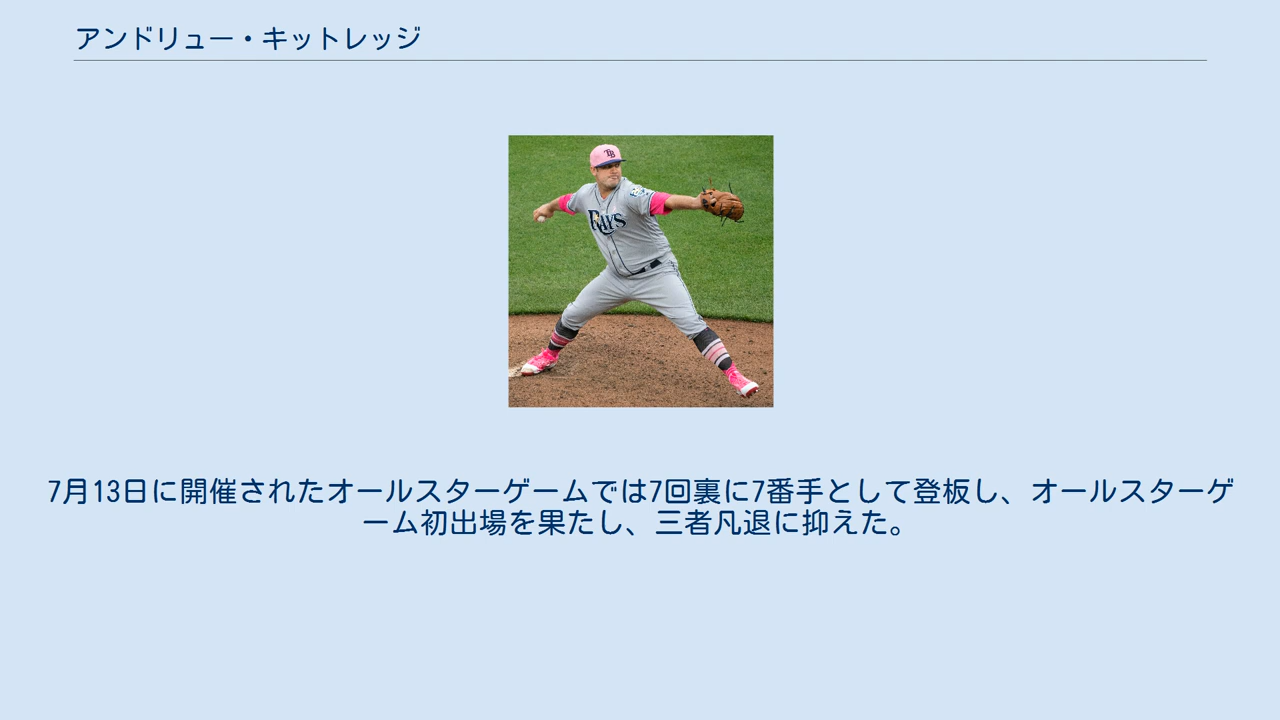 アンドリュー・キットレッジ
TB
RAYS
7月13日に開催されたオールスターゲームでは7回裏に7番手として登板し、オールスターゲ
ーム初出場を果たし、三者凡退に抑えた。